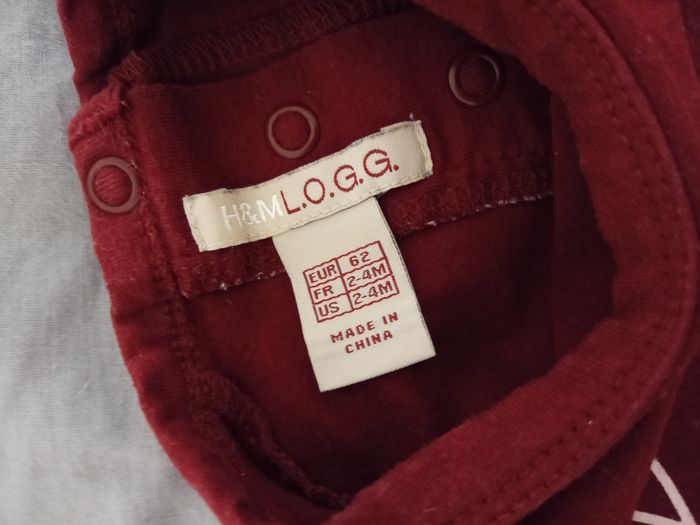 H&M L.O.G.G.
EUR 62
FR 2-4M
US 2-4M
MADE IN
CHINA